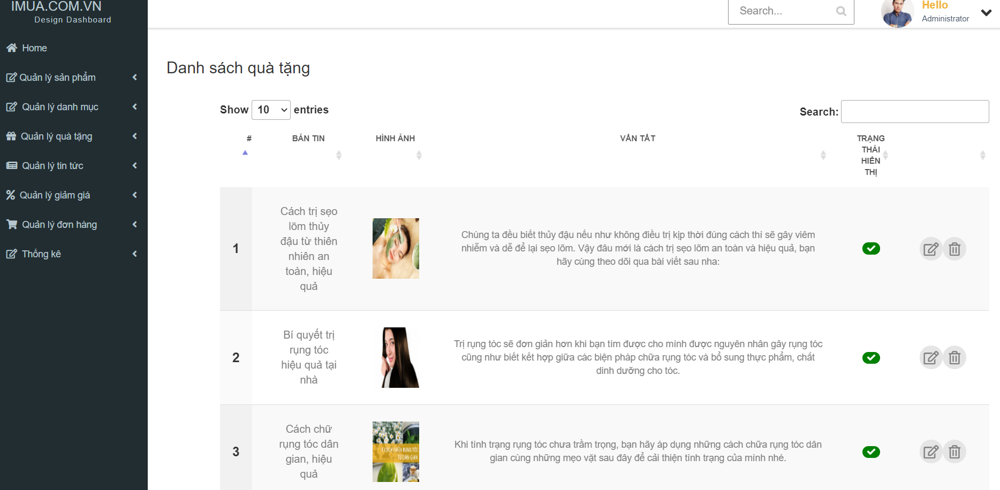 IMUA.COM.VN
Design Dashboard
Home
Quản lý sản phẩm
Quản lý danh mục
Quản lý quà tặng
Quản lý tin tức
Quản lý giảm giá
Quản lý đơn hàng
Thống kê
Search...
Hello
Administrator
Danh sách quà tặng
Show 10 entries
Search:
#
BẢN TIN
HÌNH ẢNH
VẤN TẮT
TRẠNG
THÁI
HIỂN
THỊ
1
Cách trị sẹo
lõm thủy
đậu từ thiên
nhiên an
toàn, hiệu
quả
Chúng ta đều biết thủy đậu nếu như không điều trị kịp thời đúng cách thì sẽ gây viêm
nhiễm và dễ để lại sẹo lõm. Vậy đâu mới là cách trị sẹo lõm an toàn và hiệu quả, bạn
hãy cùng theo dõi qua bài viết sau nha:
2
Bí quyết trị
rụng tóc
hiệu quả tại
nhà
Trị rụng tóc sẽ đơn giản hơn khi bạn tìm được cho mình được nguyên nhân gây rụng tóc
cũng như biết kết hợp giữa các biện pháp chữa rụng tóc và bổ sung thực phẩm, chất
dinh dưỡng cho tóc.
3
Cách chữ
rụng tóc dân
gian, hiệu
quả
CÁCH CHỮA RỤNG TÓC
TỪ DÂN GIAN
Khi tình trạng rụng tóc chưa trầm trọng, bạn hãy áp dụng những cách chữa rụng tóc dân
gian cùng những mẹo vặt sau đây để cải thiện tình trạng của mình nhé.